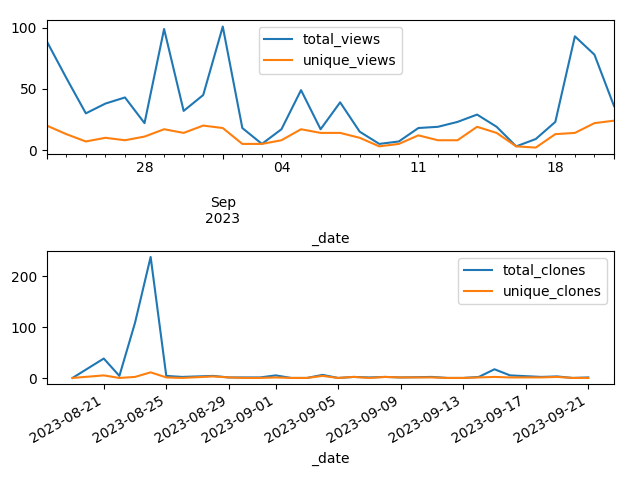 100
50
0
total_views
unique_views
28
04
11
18
Sep
2023
_date
200
100
0
total_clones
unique_clones
2023-08-21
2023-08-25
2023-08-29
2023-09-01
2023-09-05
2023-09-09
2023-09-13
2023-09-17
2023-09-21
_date